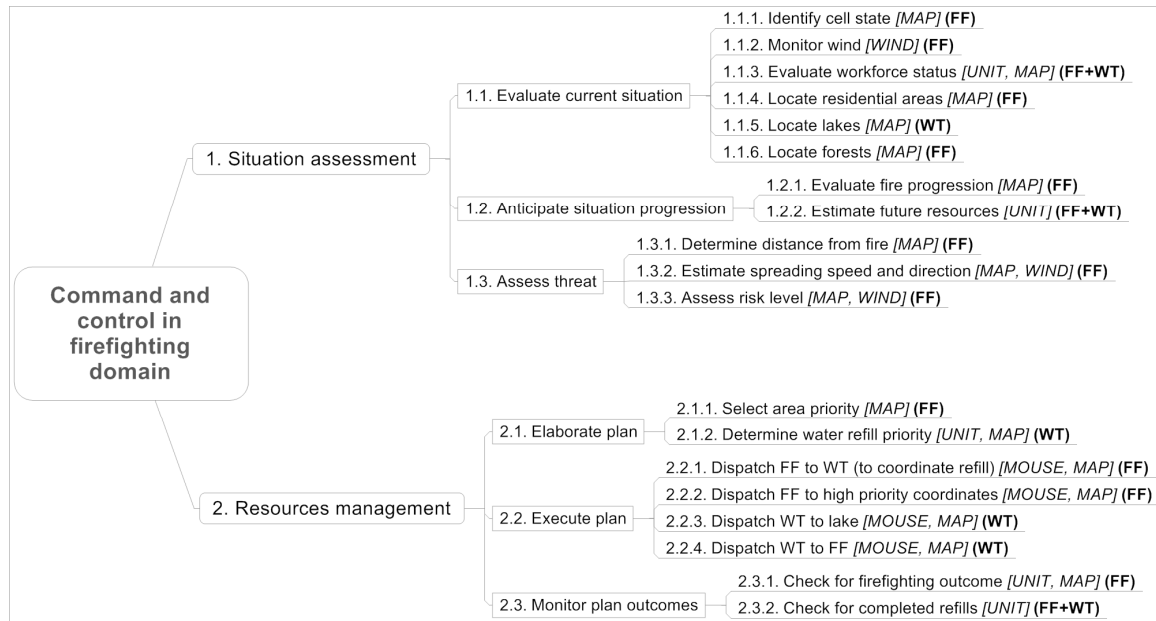 Command and
control in
firefighting
domain
1. Situation assessment
1.1. Evaluate current situation
1.1.1. Identify cell state [MAP] (FF)
1.1.2. Monitor wind [WIND] (FF)
1.1.3. Evaluate workforce status [UNIT, MAP] (FF+WT)
1.1.4. Locate residential areas [MAP] (FF)
1.1.5. Locate lakes [MAP] (WT)
1.1.6. Locate forests [MAP] (FF)
1.2. Anticipate situation progression
1.2.1. Evaluate fire progression [MAP] (FF)
1.2.2. Estimate future resources [UNIT] (FF+WT)
1.3. Assess threat
1.3.1. Determine distance from fire [MAP] (FF)
1.3.2. Estimate spreading speed and direction [MAP, WIND] (FF)
1.3.3. Assess risk level [MAP, WIND] (FF)
2. Resources management
2.1. Elaborate plan
2.1.1. Select area priority [MAP] (FF)
2.1.2. Determine water refill priority [UNIT, MAP] (WT)
2.2. Execute plan
2.2.1. Dispatch FF to WT (to coordinate refill) [MOUSE, MAP] (FF)
2.2.2. Dispatch FF to high priority coordinates [MOUSE, MAP] (FF)
2.2.3. Dispatch WT to lake [MOUSE, MAP] (WT)
2.2.4. Dispatch WT to FF [MOUSE, MAP] (WT)
2.3. Monitor plan outcomes
2.3.1. Check for firefighting outcome [UNIT, MAP] (FF)
2.3.2. Check for completed refills [UNIT] (FF+WT)